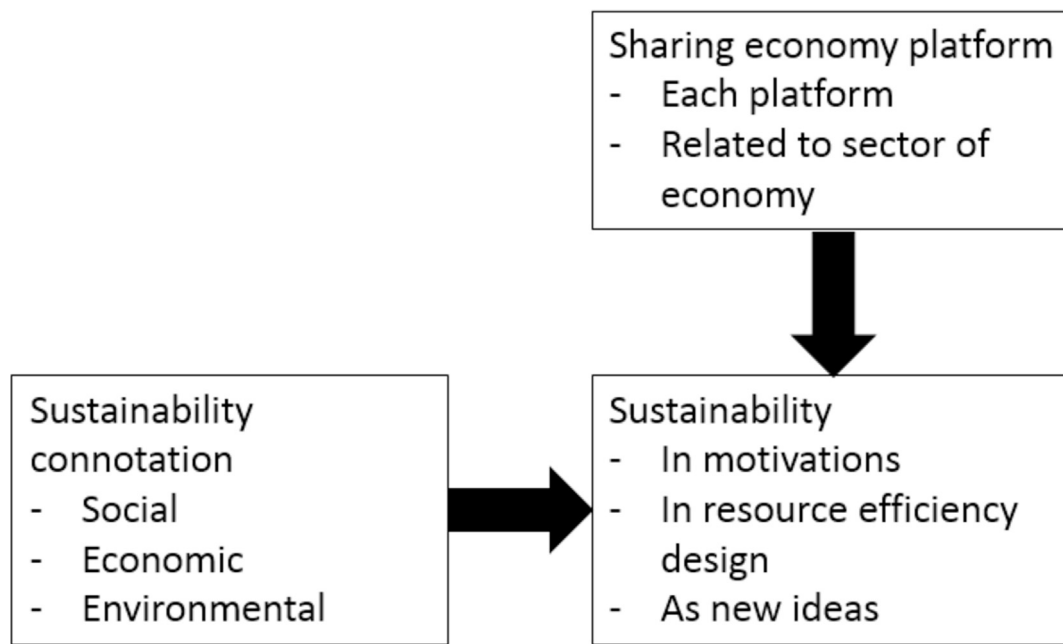 Sharing economy platform
- Each platform
- Related to sector of
economy
Sustainability
connotation
- Social
- Economic
- Environmental
Sustainability
- In motivations
- In resource efficiency
design
- As new ideas